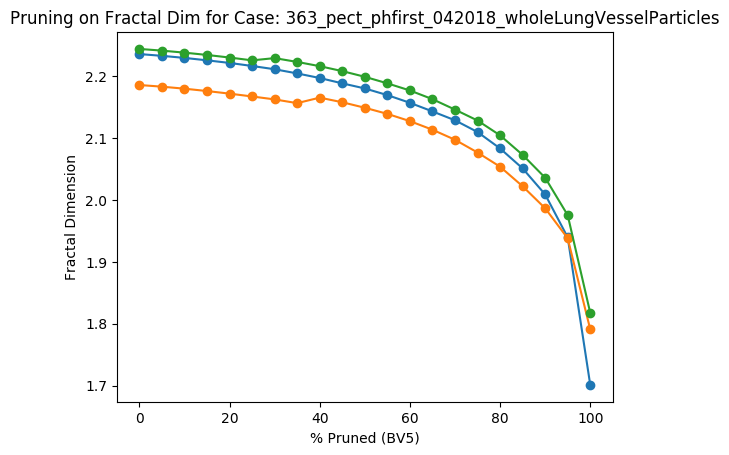 Pruning on Fractal Dim for Case: 363_pect_phfirst_042018_wholeLungVesselParticles
2.2
2.1
2.0
1.9
1.8
1.7
Fractal Dimension
0 20 40 60 80 100
% Pruned (BV5)